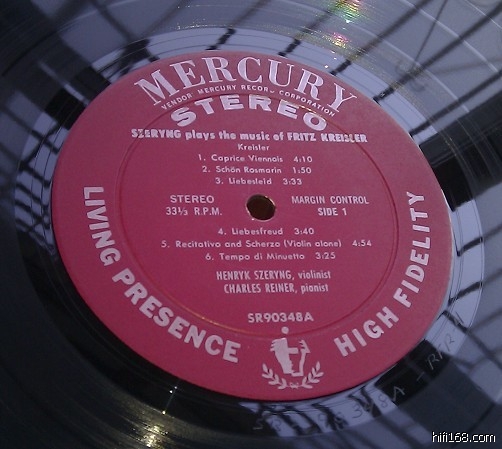 MERCURY
VENDOR MERCURY RECORD CORPORATION
STEREO
SZERYNG plays the music of FRITZ KREISLER
Kreisler
1. Caprice Viennois 4:10
2. Schön Rosmarin 1:50
3. Liebesleid 3:33
STEREO
33⅓ R.P.M.
MARGIN CONTROL
SIDE 1
4. Liebesfreud 3:40
5. Recitativo and Scherzo (Violin alone) 4:54
6. Tempo di Minuetto 3:25
HENRYK SZERYNG, violinist
CHARLES REINER, pianist
SR90348A
LIVING PRESENCE
HIGH FIDELITY
hifi168.com